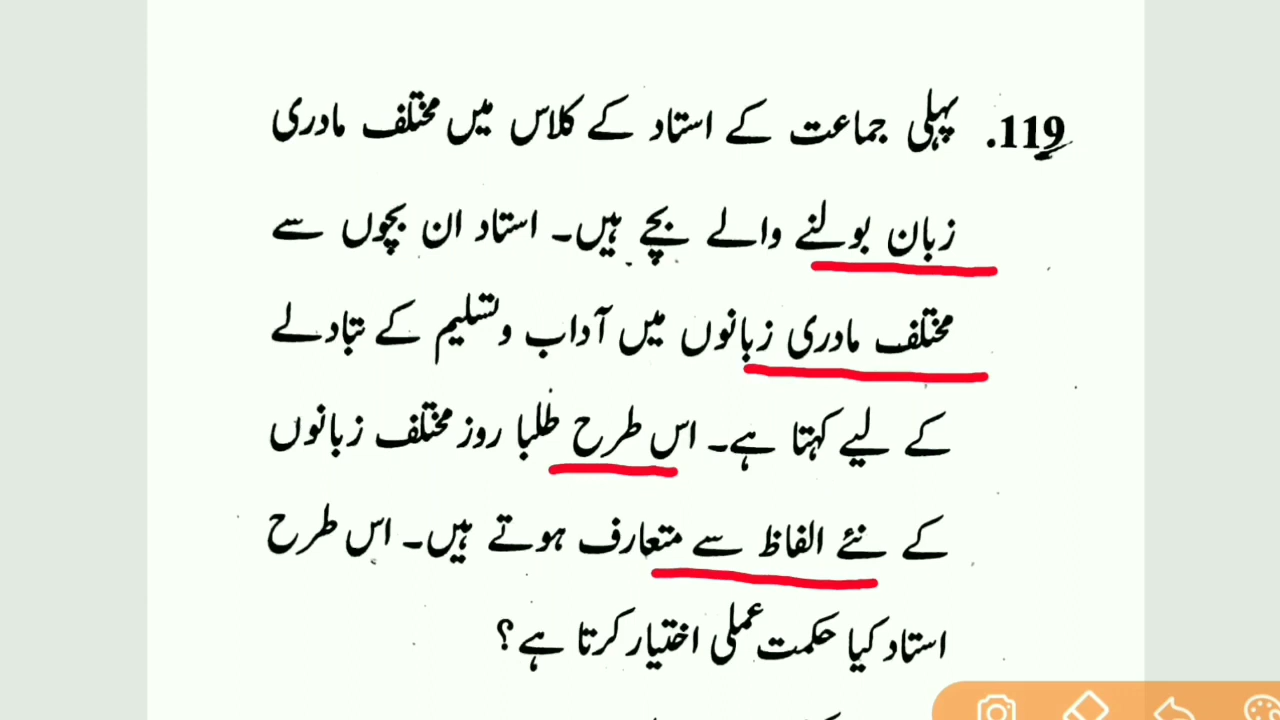 119. پہلی جماعت کے استاد کے کلاس میں مختلف مادری
زبان بولنے والے بچے ہیں۔ استاد ان بچوں سے
مختلف مادری زبانوں میں آداب وتسلیم کے تبادلے
کے لیے کہتا ہے۔ اس طرح طلبا روز مختلف زبانوں
کے نئے الفاظ سے متعارف ہوتے ہیں۔ اس طرح
استاد کیا حکمت عملی اختیار کرتا ہے؟